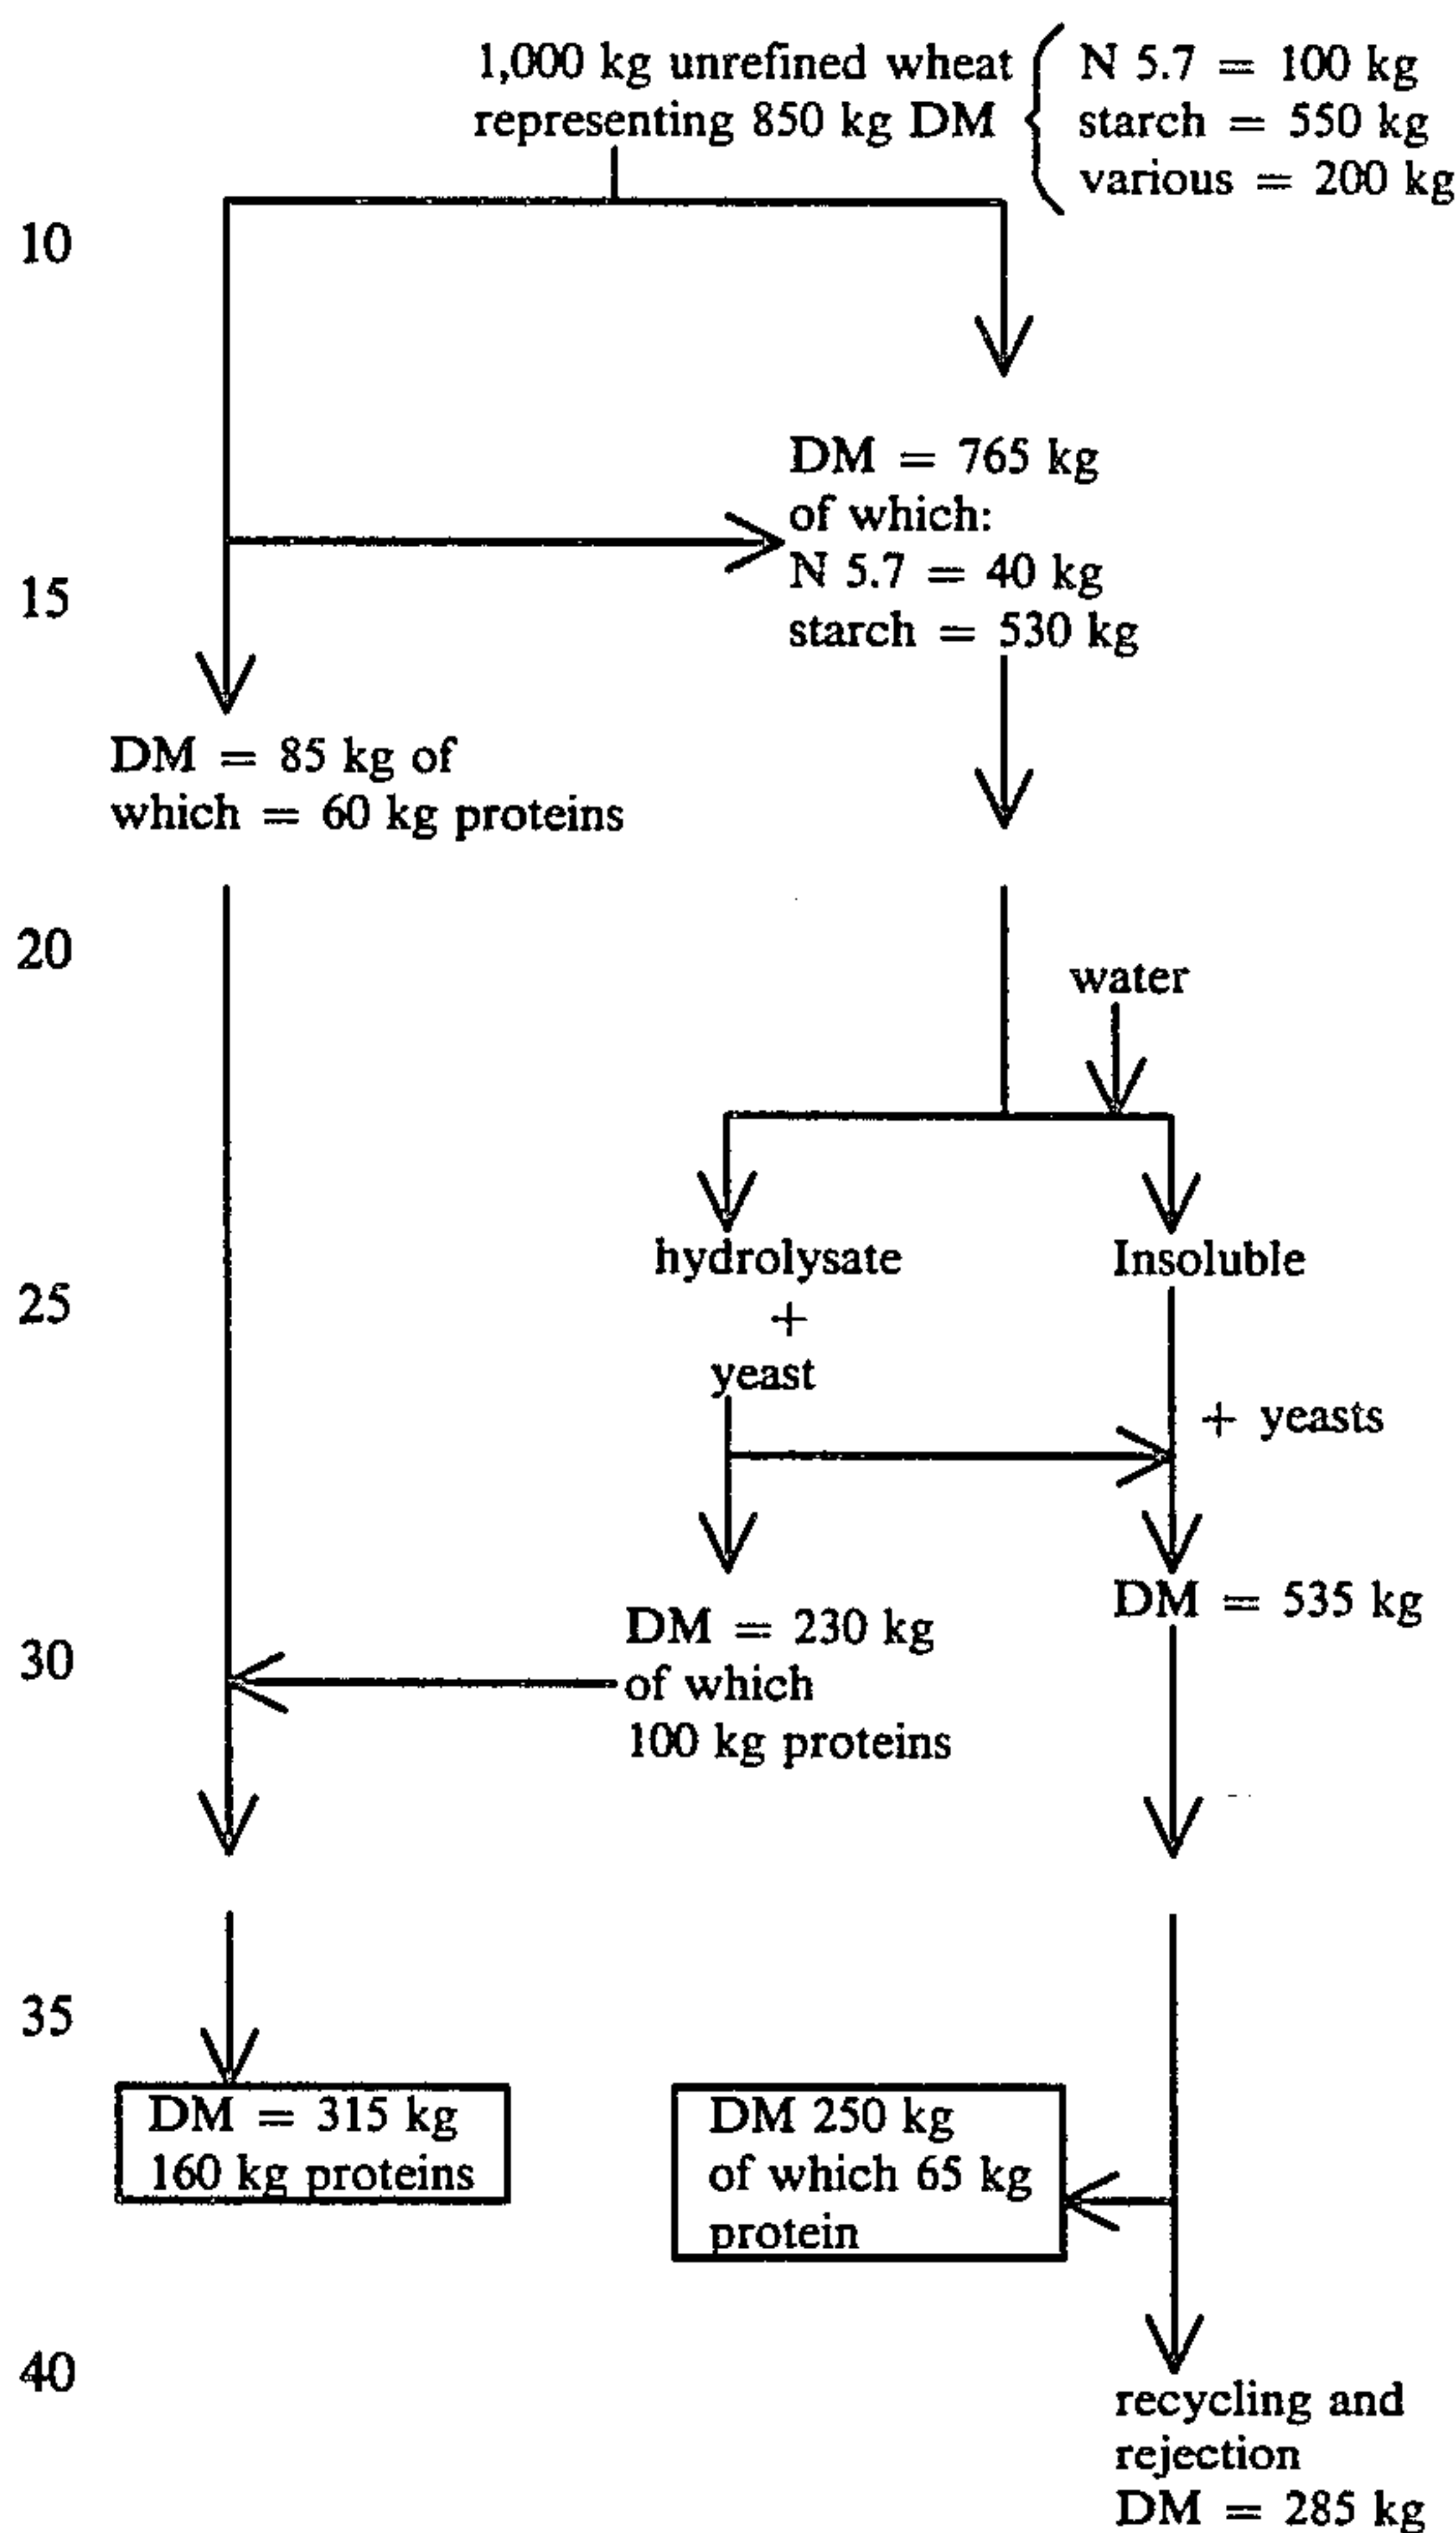 1,000 kg unrefined wheat
representing 850 kg DM
N 5.7 = 100 kg
starch = 550 kg
various = 200 kg
10
DM = 765 kg
of which:
N 5.7 = 40 kg
starch = 530 kg
15
DM = 85 kg of
which = 60 kg proteins
20
water
hydrolysate
+
yeast
Insoluble
25
+ yeasts
DM = 535 kg
DM = 230 kg
of which
100 kg proteins
30
35
DM = 315 kg
160 kg proteins
DM 250 kg
of which 65 kg
protein
40
recycling and
rejection
DM = 285 kg